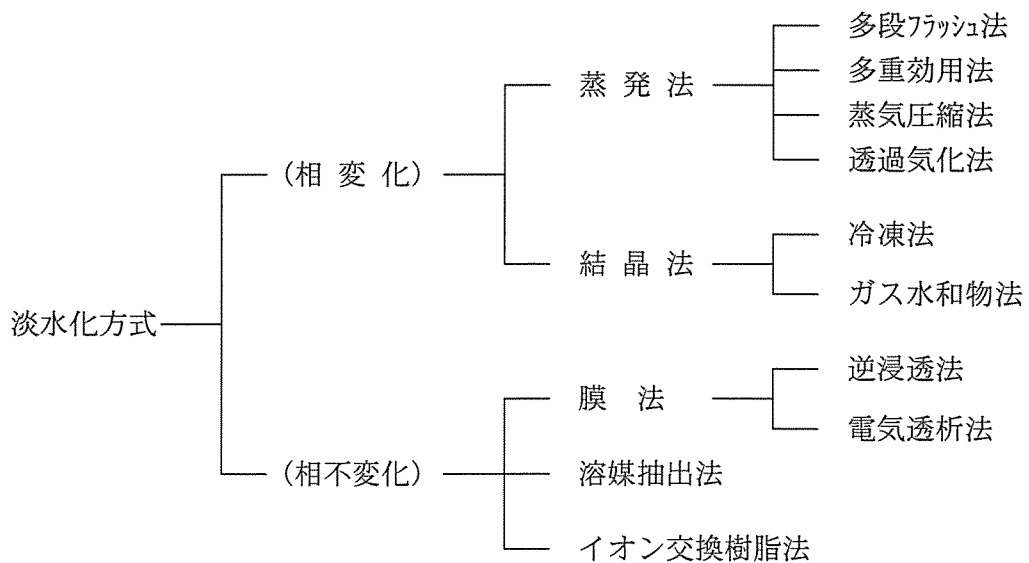 淡水化方式
（相変化）
蒸発法
多段ﾌﾗｯｼｭ法
多重効用法
蒸気圧縮法
透過気化法
結晶法
冷凍法
ガス水和物法
（相不変化）
膜法
逆浸透法
電気透析法
溶媒抽出法
イオン交換樹脂法